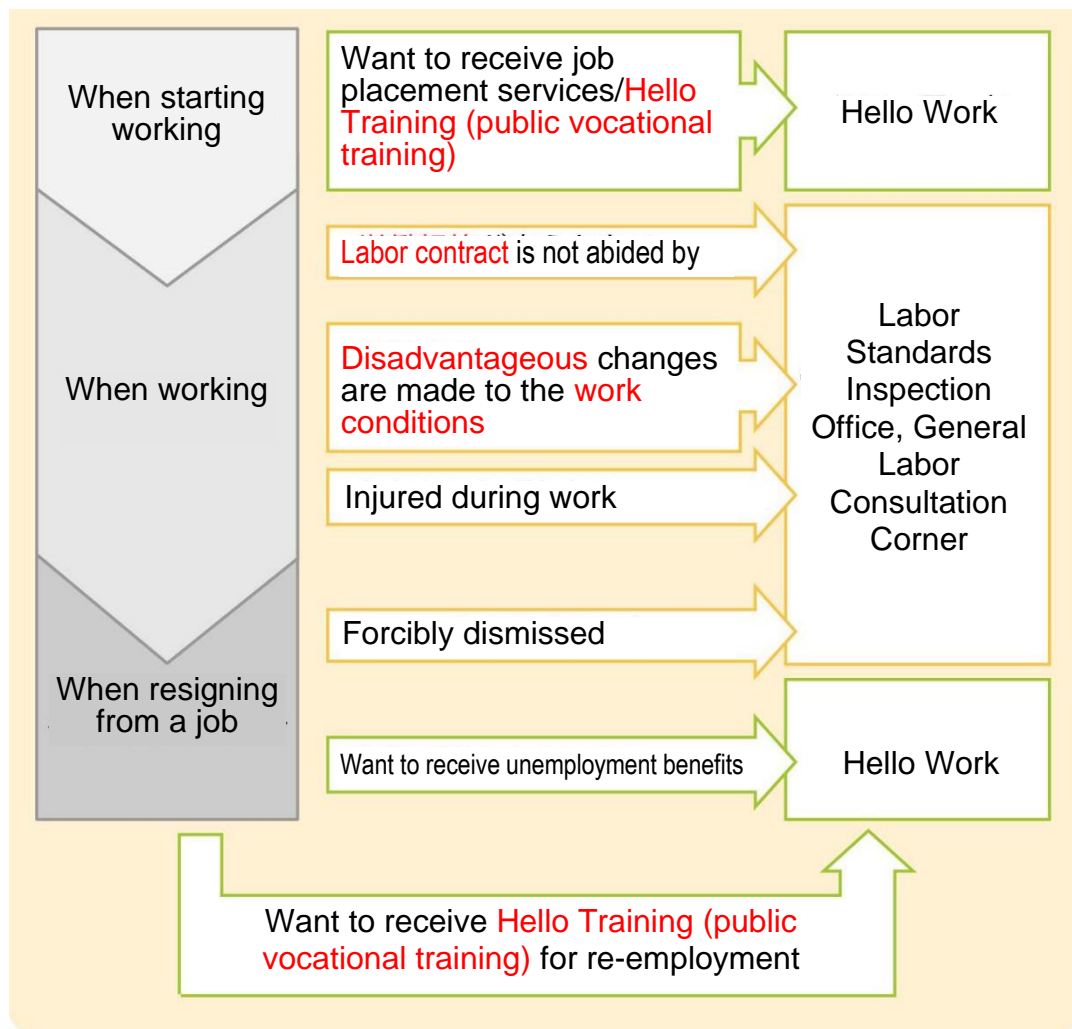 When starting
working
Want to receive job
placement services/Hello
Training (public vocational
training)
Hello Work
When working
Labor contract is not abided by
Disadvantageous changes
are made to the work
conditions
Injured during work
Forcibly dismissed
Labor
Standards
Inspection
Office, General
Labor
Consultation
Corner
When resigning
from a job
Want to receive unemployment benefits
Hello Work
Want to receive Hello Training (public
vocational training) for re-employment